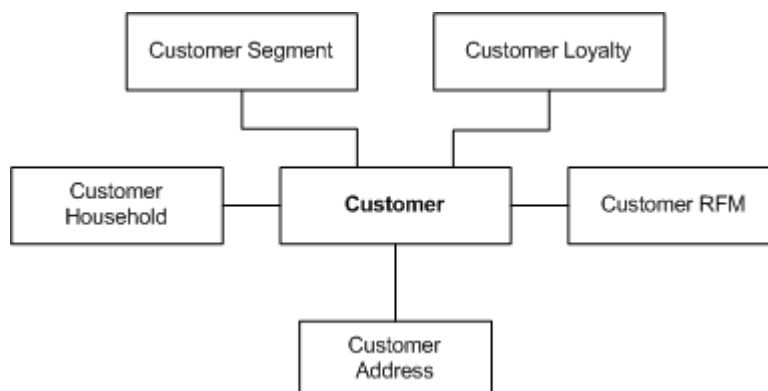 Customer Segment
Customer Loyalty
Customer
Household
Customer
Customer RFM
Customer
Address